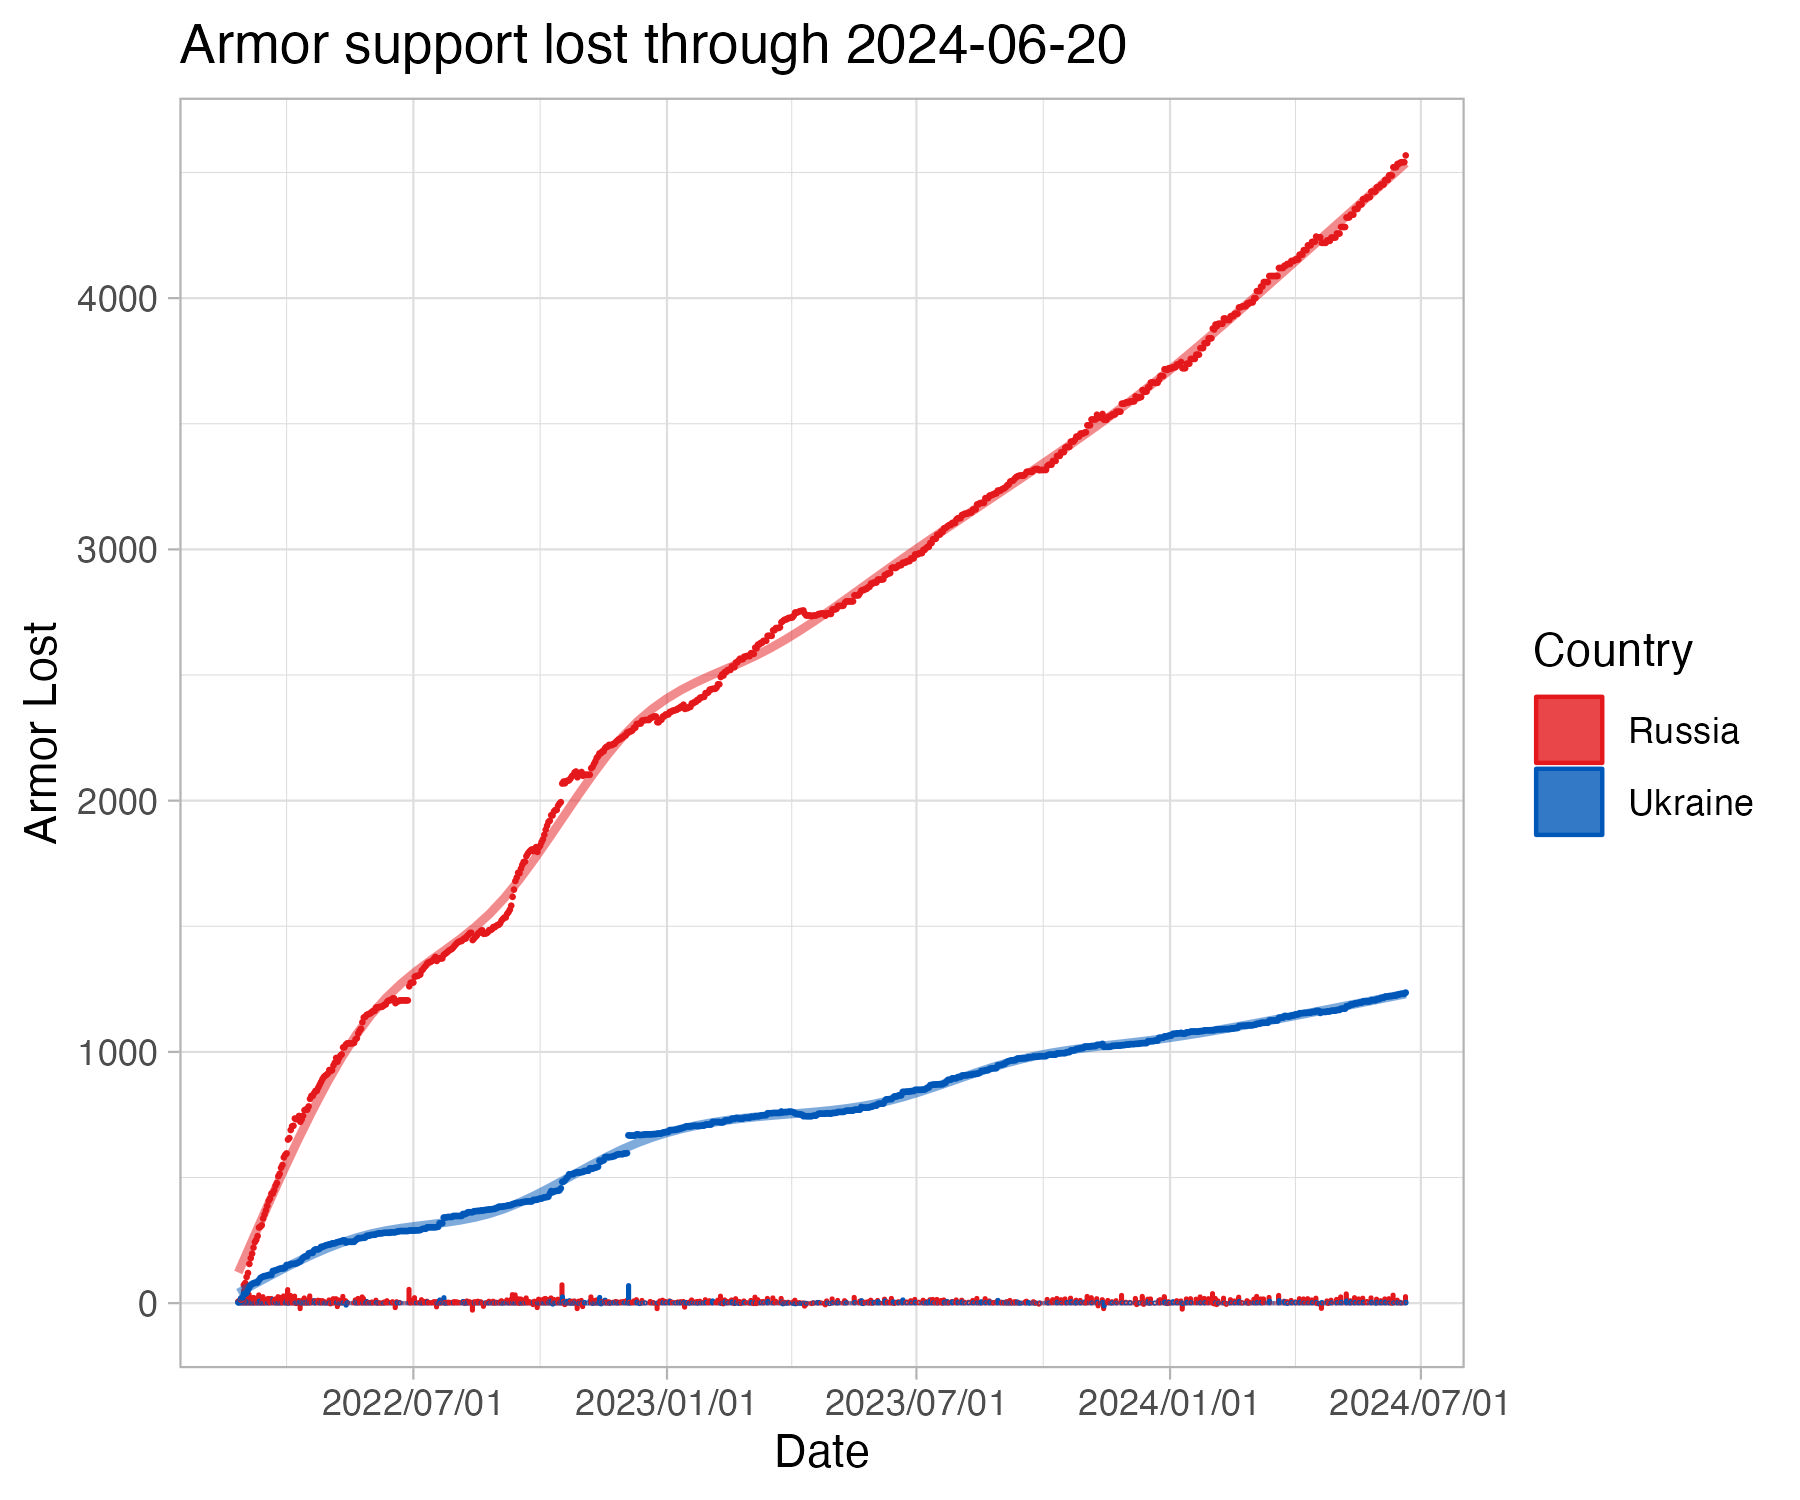 Armor support lost through 2024-06-20
Armor Lost
4000
3000
2000
1000
0
2022/07/01
2023/01/01
2023/07/01
2024/01/01
2024/07/01
Date
Country
Russia
Ukraine